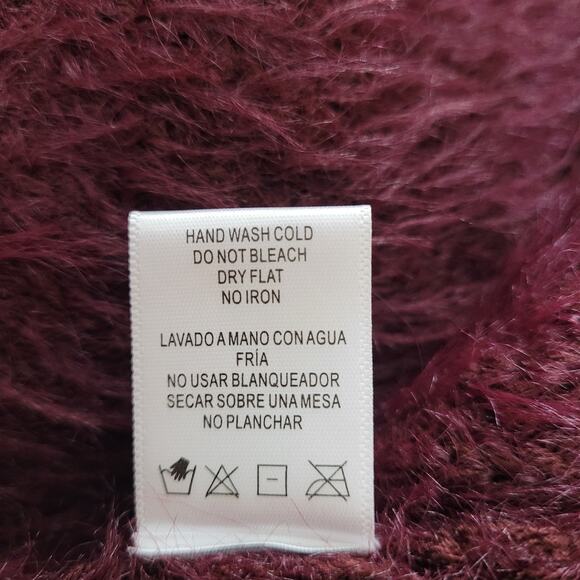 HAND WASH COLD
DO NOT BLEACH
DRY FLAT
NO IRON
LAVADO A MANO CON AGUA
FRÍA
NO USAR BLANQUEADOR
SECAR SOBRE UNA MESA
NO PLANCHAR